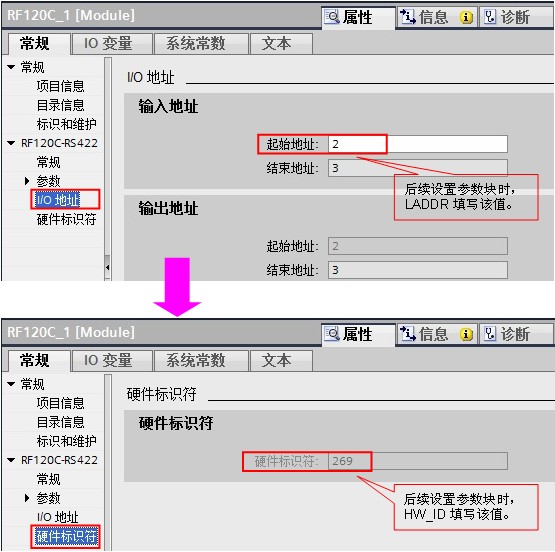 RF120C_1 [Module]
属性
信息
诊断
常规
IO 变量
系统常数
文本
常规
项目信息
目录信息
标识和维护
RF120C-RS422
常规
参数
I/O 地址
硬件标识符
I/O 地址
输入地址
起始地址: 2
结束地址: 3
后续设置参数块时，
LADDR 填写该值。
输出地址
起始地址: 2
结束地址: 3
RF120C_1 [Module]
属性
信息
诊断
常规
IO 变量
系统常数
文本
常规
项目信息
目录信息
标识和维护
RF120C-RS422
常规
参数
I/O 地址
硬件标识符
硬件标识符
硬件标识符
硬件标识符: 269
后续设置参数块时，
HW_ID 填写该值。